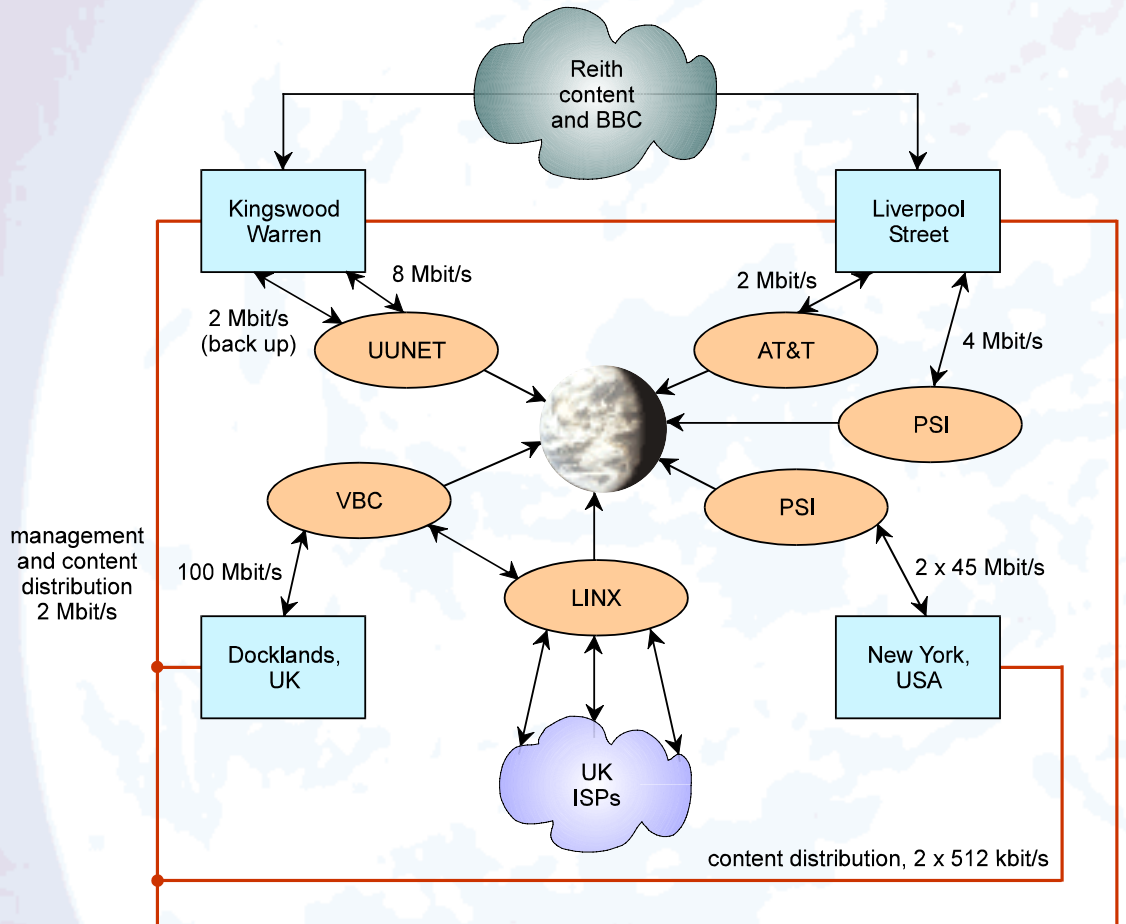 Reith
content
and BBC
Kingswood
Warren
Liverpool
Street
8 Mbit/s
2 Mbit/s
2 Mbit/s
(back up)
UUNET
AT&T
4 Mbit/s
PSI
VBC
PSI
management
and content
distribution
2 Mbit/s
100 Mbit/s
LINX
2 x 45 Mbit/s
Docklands,
UK
New York,
USA
UK
ISPs
content distribution, 2 x 512 kbit/s